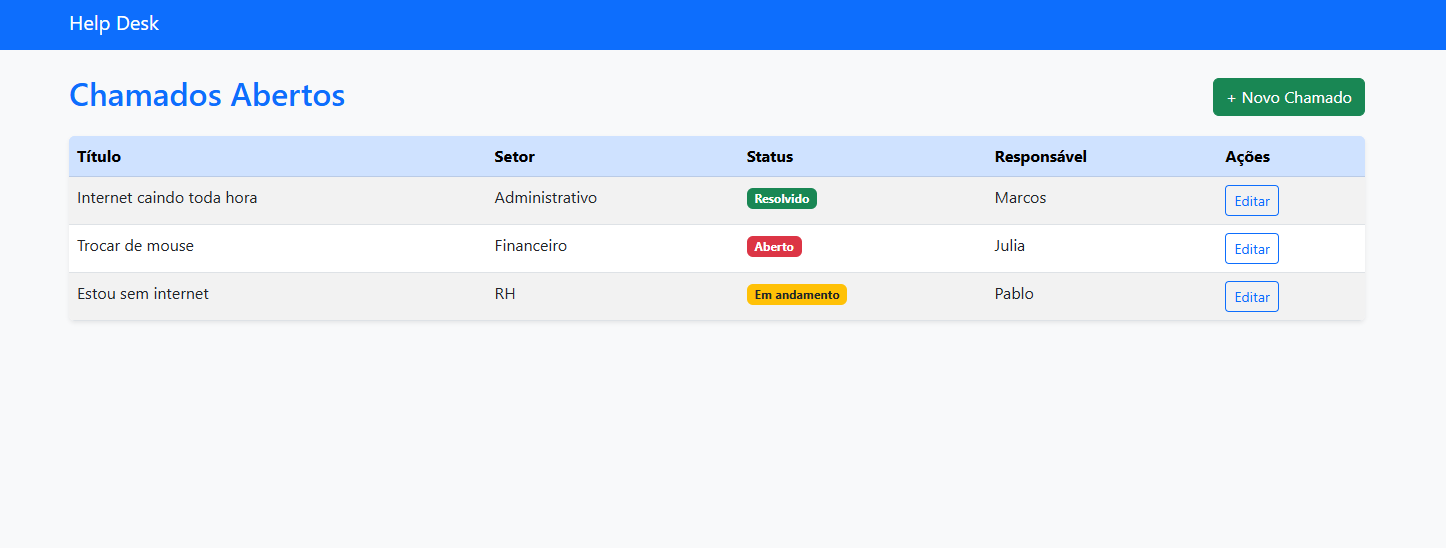 Help Desk
Chamados Abertos
+ Novo Chamado
Título Setor Status Responsável Ações
Internet caindo toda hora Administrativo Resolvido Marcos Editar
Trocar de mouse Financeiro Aberto Julia Editar
Estou sem internet RH Em andamento Pablo Editar